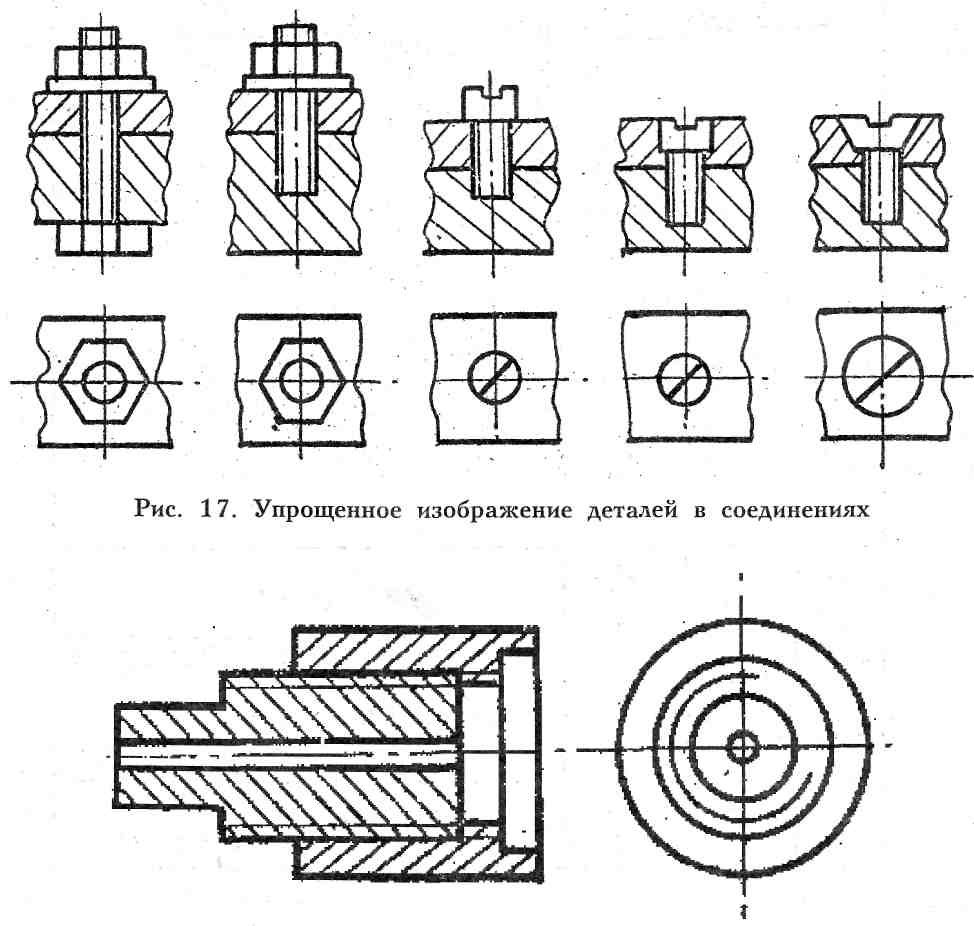 Рис. 17. Упрощенное изображение деталей в соединениях